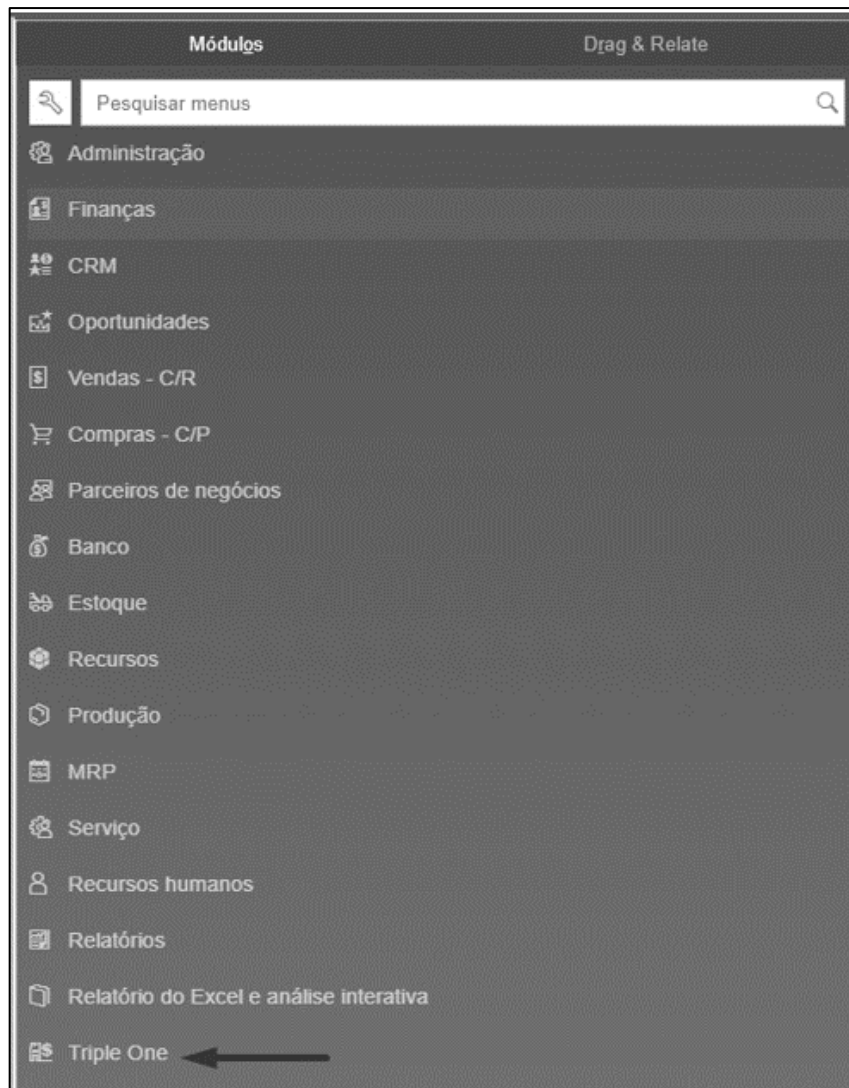 Módulos
Drag & Relate
Pesquisar menus
Administração
Finanças
CRM
Oportunidades
Vendas - C/R
Compras - C/P
Parceiros de negócios
Banco
Estoque
Recursos
Produção
MRP
Serviço
Recursos humanos
Relatórios
Relatório do Excel e análise interativa
Triple One